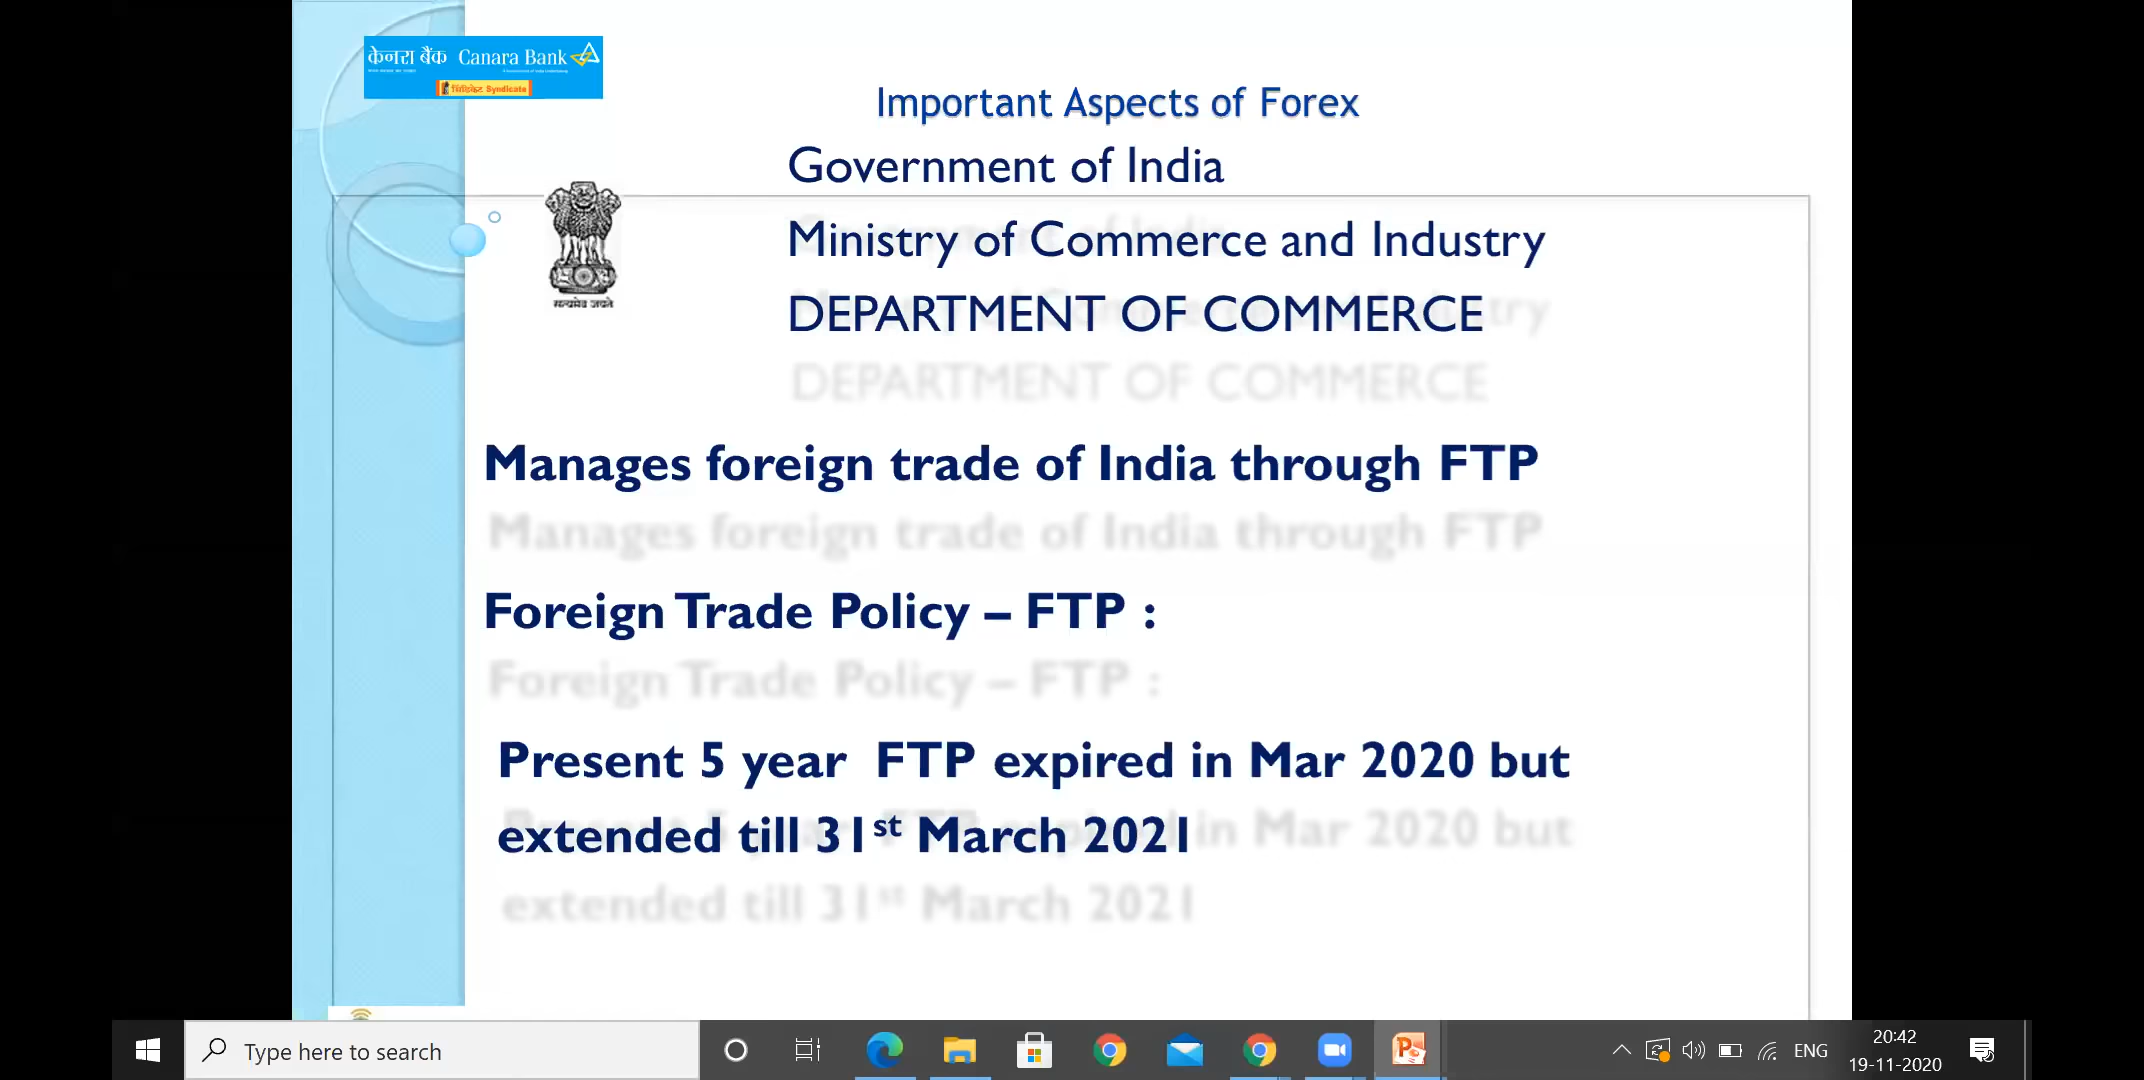 केनरा बैंक Canara Bank
सिंडिकेट Syndicate
Important Aspects of Forex
Government of India
Ministry of Commerce and Industry
DEPARTMENT OF COMMERCE
सत्यमेव जयते
Manages foreign trade of India through FTP
Foreign Trade Policy – FTP :
Present 5 year FTP expired in Mar 2020 but
extended till 31st March 2021
Type here to search
ENG
20:42
19-11-2020